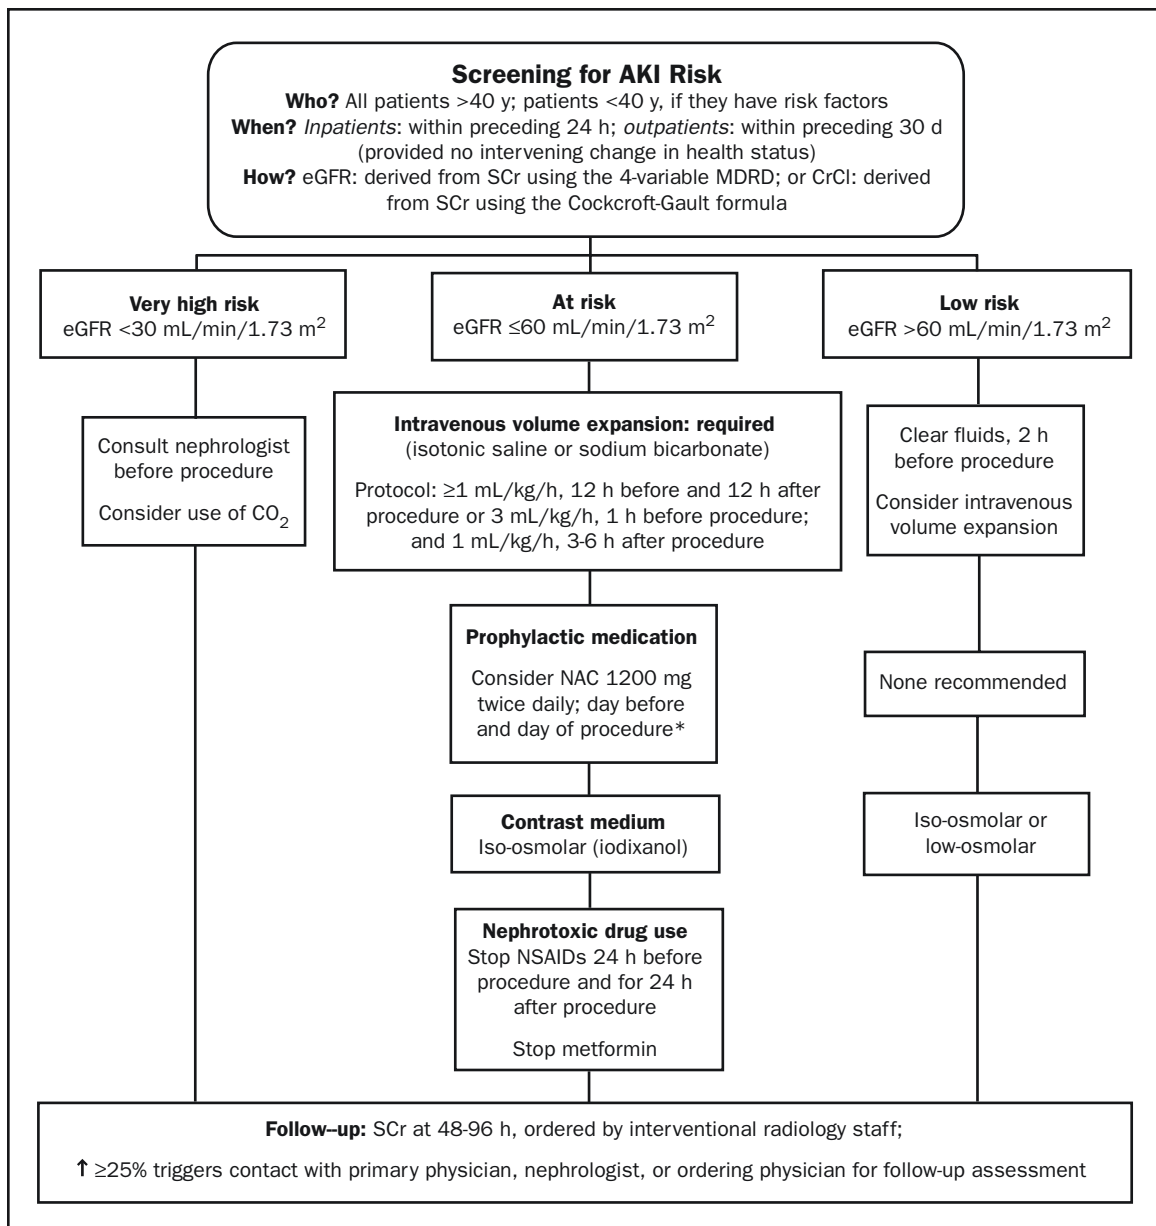 Screening for AKI Risk
Who? All patients >40 y; patients <40 y, if they have risk factors
When? Inpatients: within preceding 24 h; outpatients: within preceding 30 d
(provided no intervening change in health status)
How? eGFR: derived from SCr using the 4-variable MDRD; or CrCl: derived
from SCr using the Cockcroft-Gault formula
Very high risk
eGFR <30 mL/min/1.73 m²
At risk
eGFR ≤60 mL/min/1.73 m²
Low risk
eGFR >60 mL/min/1.73 m²
Consult nephrologist
before procedure
Consider use of CO₂
Intravenous volume expansion: required
(isotonic saline or sodium bicarbonate)
Protocol: ≥1 mL/kg/h, 12 h before and 12 h after
procedure or 3 mL/kg/h, 1 h before procedure;
and 1 mL/kg/h, 3-6 h after procedure
Clear fluids, 2 h
before procedure
Consider intravenous
volume expansion
Prophylactic medication
Consider NAC 1200 mg
twice daily; day before
and day of procedure*
None recommended
Contrast medium
Iso-osmolar (iodixanol)
Iso-osmolar or
low-osmolar
Nephrotoxic drug use
Stop NSAIDs 24 h before
procedure and for 24 h
after procedure
Stop metformin
Follow--up: SCr at 48-96 h, ordered by interventional radiology staff;
↑ ≥25% triggers contact with primary physician, nephrologist, or ordering physician for follow-up assessment